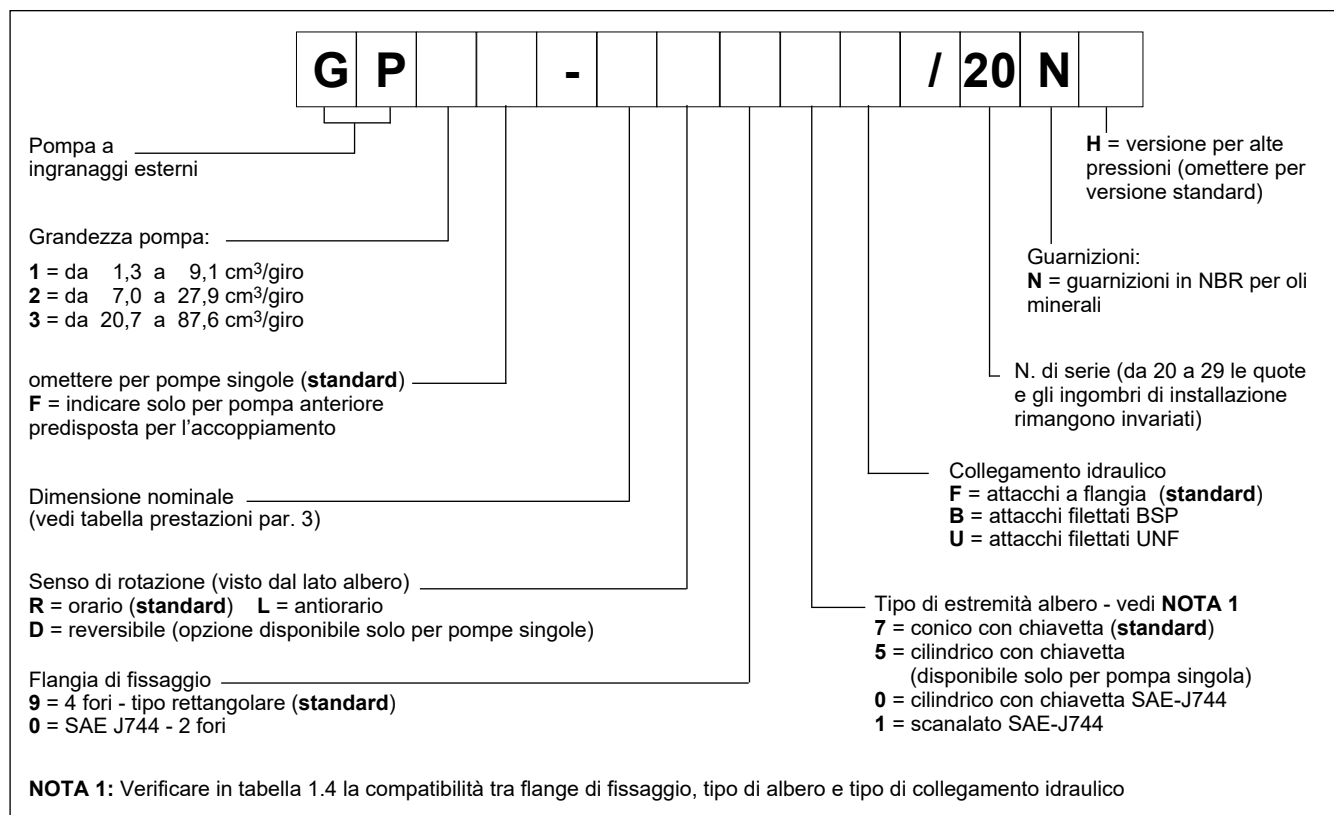 G P - / 20 N
Pompa a
ingranaggi esterni
H = versione per alte
pressioni (omettere per
versione standard)
Grandezza pompa:
1 = da 1,3 a 9,1 cm³/giro
2 = da 7,0 a 27,9 cm³/giro
3 = da 20,7 a 87,6 cm³/giro
Guarnizioni:
N = guarnizioni in NBR per oli
minerali
omettere per pompe singole (standard)
F = indicare solo per pompa anteriore
predisposta per l'accoppiamento
N. di serie (da 20 a 29 le quote
e gli ingombri di installazione
rimangono invariati)
Dimensione nominale
(vedi tabella prestazioni par. 3)
Collegamento idraulico
F = attacchi a flangia (standard)
B = attacchi filettati BSP
U = attacchi filettati UNF
Senso di rotazione (visto dal lato albero)
R = orario (standard) L = antiorario
D = reversibile (opzione disponibile solo per pompe singole)
Tipo di estremità albero - vedi NOTA 1
7 = conico con chiavetta (standard)
5 = cilindrico con chiavetta
(disponibile solo per pompa singola)
0 = cilindrico con chiavetta SAE-J744
1 = scanalato SAE-J744
Flangia di fissaggio
9 = 4 fori - tipo rettangolare (standard)
0 = SAE J744 - 2 fori
NOTA 1: Verificare in tabella 1.4 la compatibilità tra flange di fissaggio, tipo di albero e tipo di collegamento idraulico